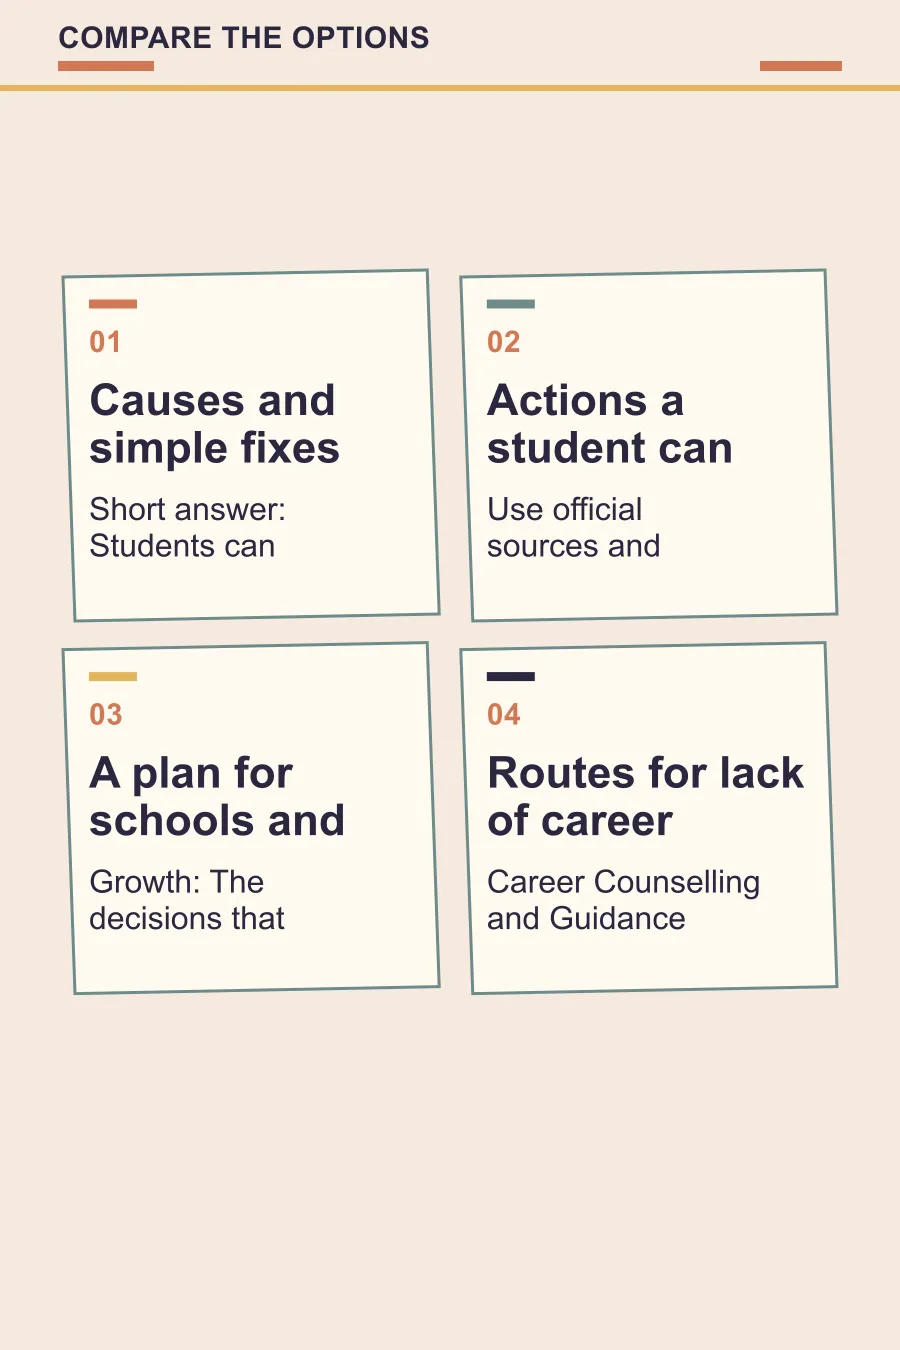 COMPARE THE OPTIONS
01
Causes and
simple fixes
Short answer:
Students can
02
Actions a
student can
Use official
sources and
03
A plan for
schools and
Growth: The
decisions that
04
Routes for lack
of career
Career Counselling
and Guidance